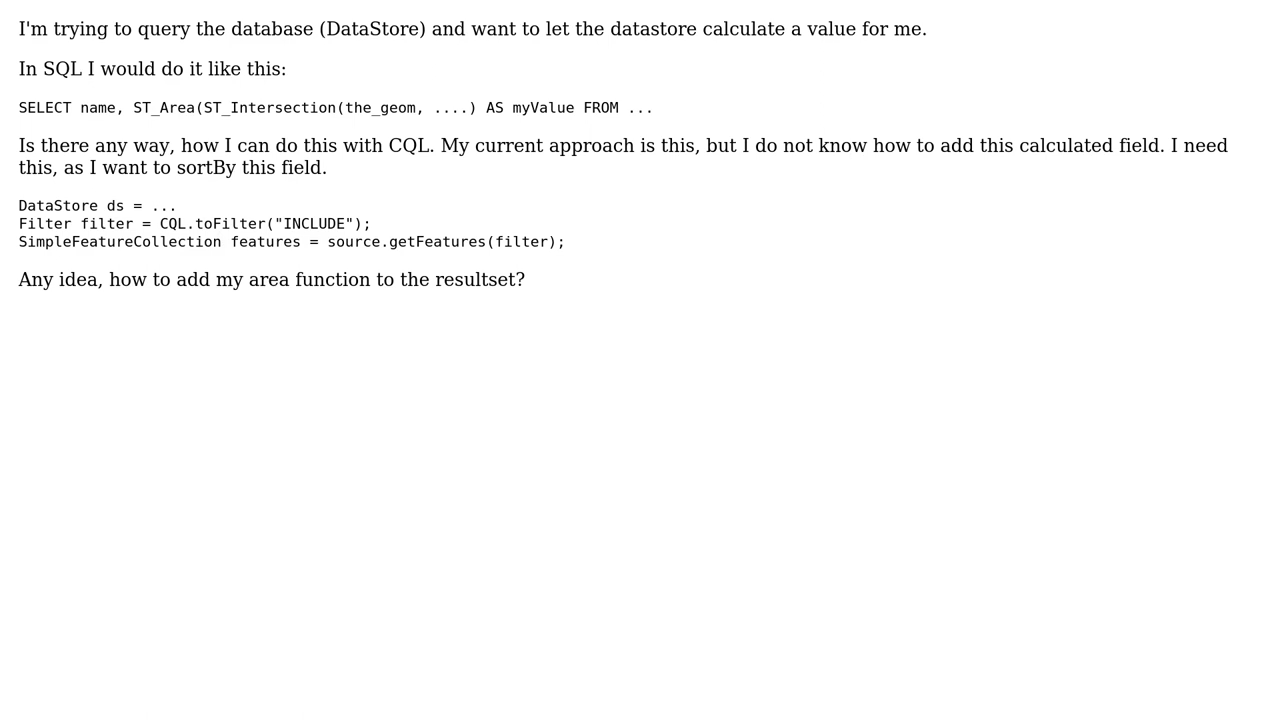 I'm trying to query the database (DataStore) and want to let the datastore calculate a value for me.
In SQL I would do it like this:
SELECT name, ST_Area(ST_Intersection(the_geom, ....) AS myValue FROM ...
Is there any way, how I can do this with CQL. My current approach is this, but I do not know how to add this calculated field. I need
this, as I want to sortBy this field.
DataStore ds = ...
Filter filter = CQL.toFilter("INCLUDE");
SimpleFeatureCollection features = source.getFeatures(filter);
Any idea, how to add my area function to the resultset?